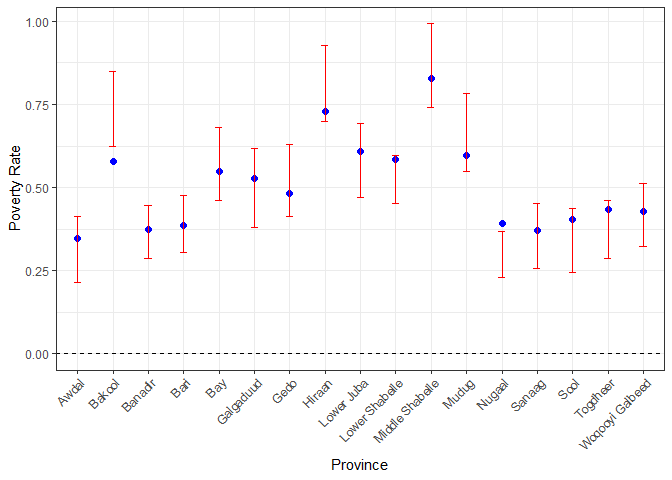 1.00
0.75
0.50
0.25
0.00
Poverty Rate
Awdal
Bakool
Banadir
Bari
Bay
Galgaduud
Gedo
Hiraan
Lower Juba
Lower Shabelle
Middle Shabelle
Mudug
Nugaal
Sanaag
Sool
Togdheer
Woqooyi Galbeed
Province